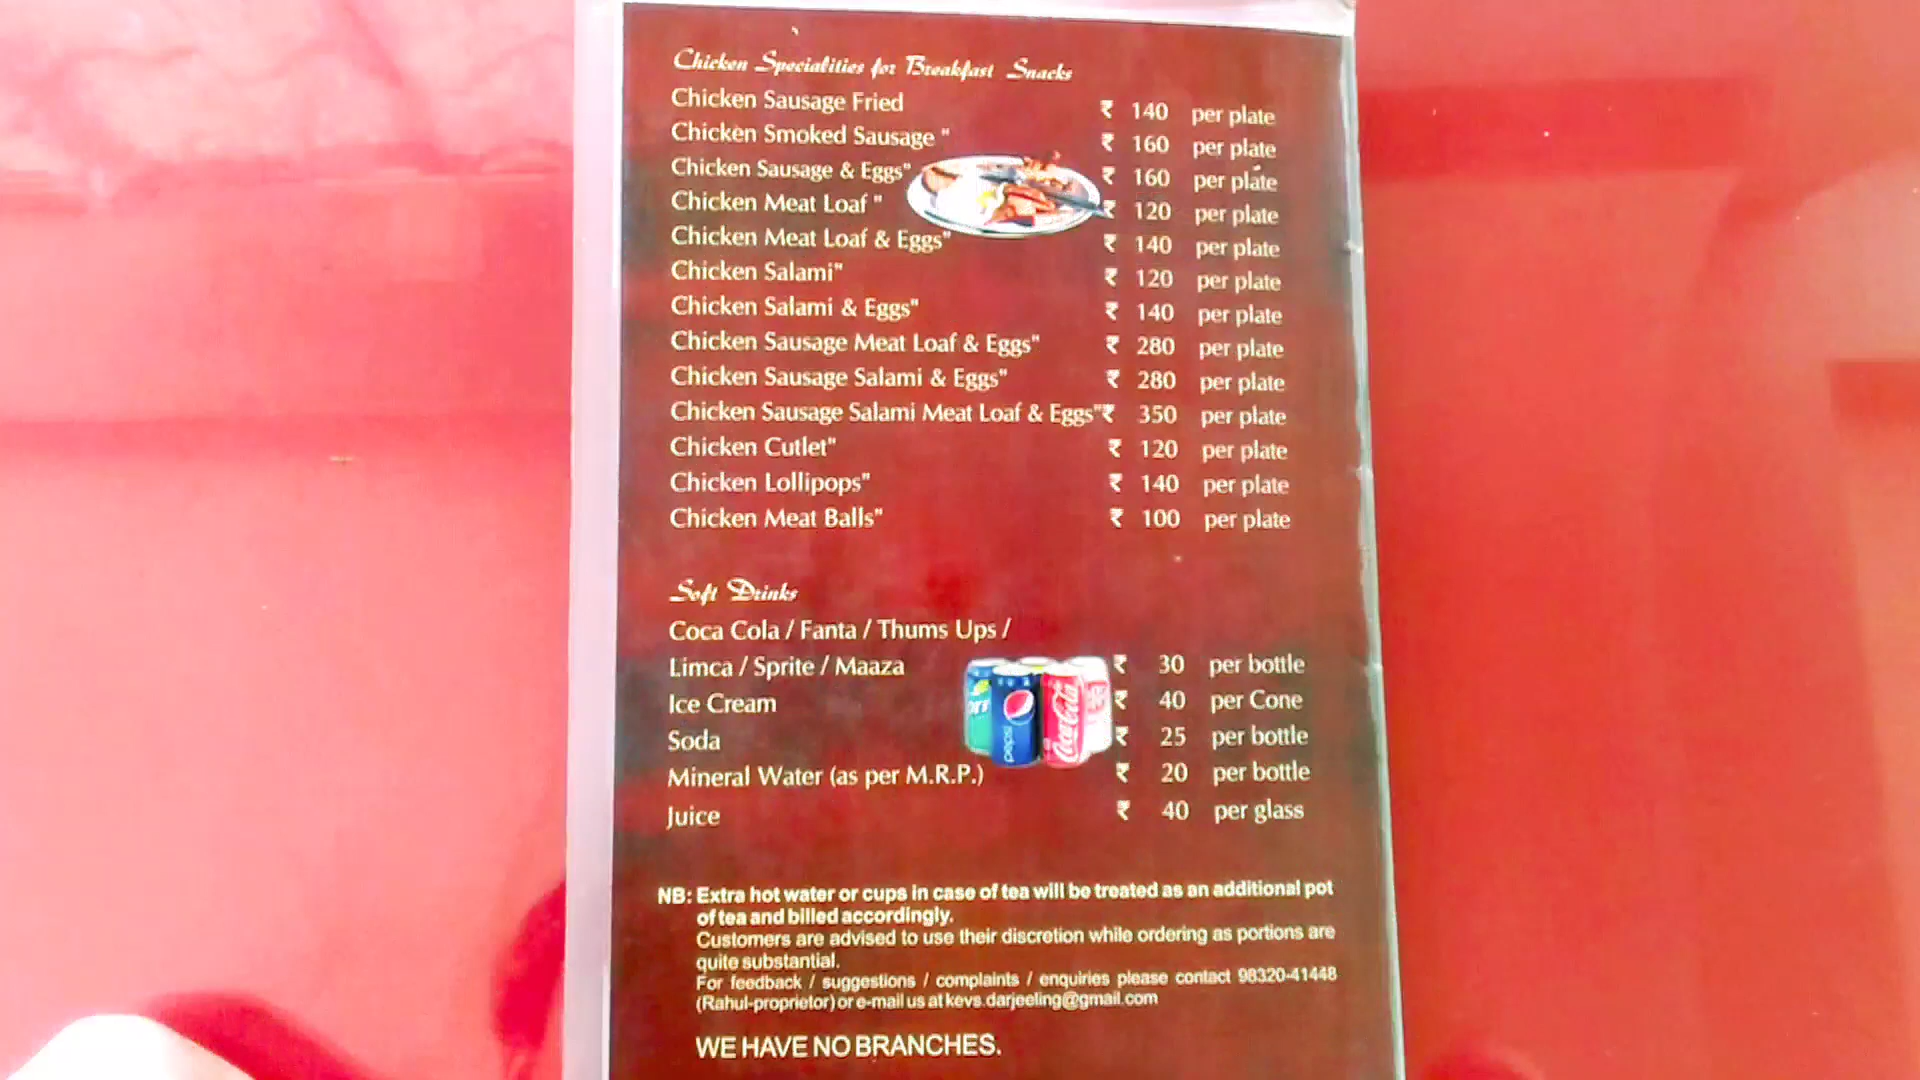 Chicken Specialities for Breakfast Snacks
Chicken Sausage Fried ₹ 140 per plate
Chicken Smoked Sausage " ₹ 160 per plate
Chicken Sausage & Eggs" ₹ 160 per plate
Chicken Meat Loaf " ₹ 120 per plate
Chicken Meat Loaf & Eggs" ₹ 140 per plate
Chicken Salami" ₹ 120 per plate
Chicken Salami & Eggs" ₹ 140 per plate
Chicken Sausage Meat Loaf & Eggs" ₹ 280 per plate
Chicken Sausage Salami & Eggs" ₹ 280 per plate
Chicken Sausage Salami Meat Loaf & Eggs" ₹ 350 per plate
Chicken Cutlet" ₹ 120 per plate
Chicken Lollipops" ₹ 140 per plate
Chicken Meat Balls" ₹ 100 per plate
Soft Drinks
Coca Cola / Fanta / Thums Ups /
Limca / Sprite / Maaza ₹ 30 per bottle
Ice Cream ₹ 40 per Cone
Soda ₹ 25 per bottle
Mineral Water (as per M.R.P.) ₹ 20 per bottle
Juice ₹ 40 per glass
pepsi
Coca-Cola
NB: Extra hot water or cups in case of tea will be treated as an additional pot
of tea and billed accordingly.
Customers are advised to use their discretion while ordering as portions are
quite substantial.
For feedback / suggestions / complaints / enquiries please contact 98320-41448
(Rahul-proprietor) or e-mail us at kevs.darjeeling@gmail.com
WE HAVE NO BRANCHES.